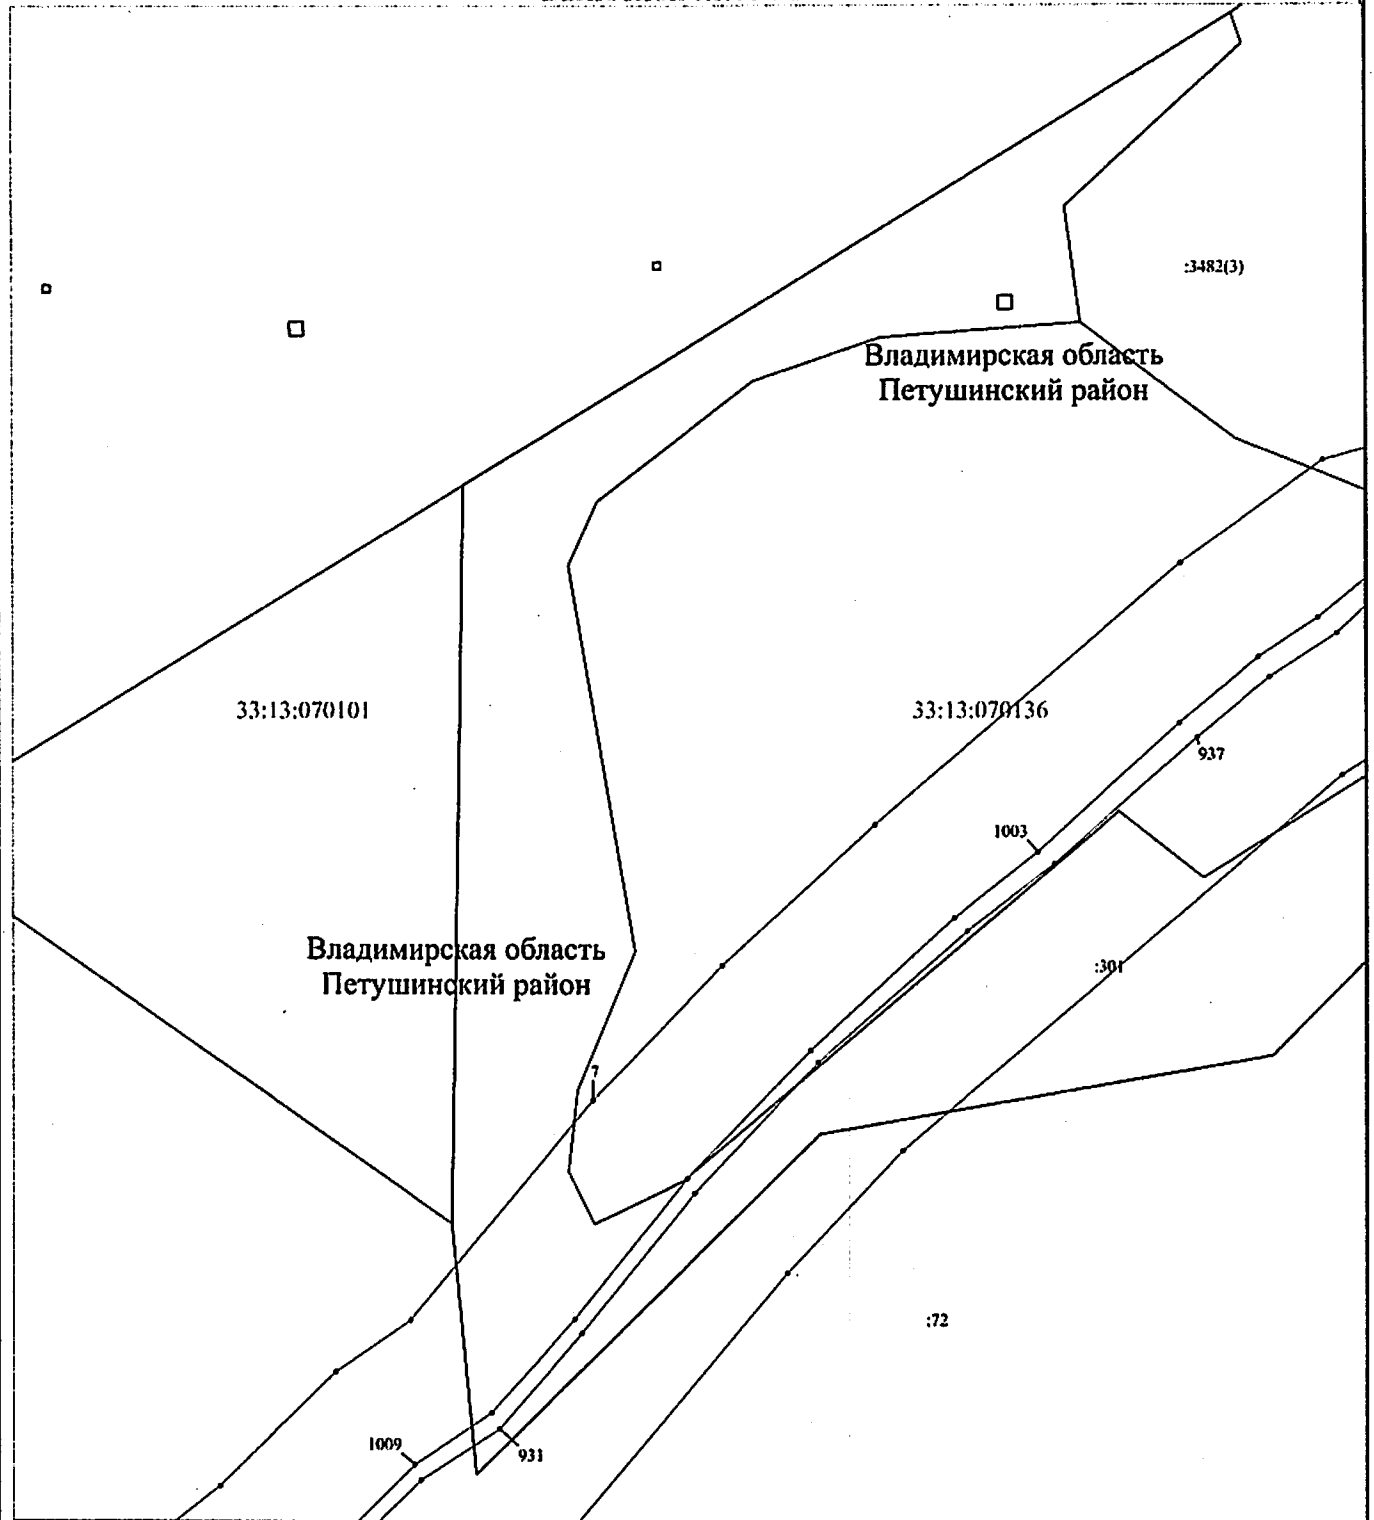 :3482(3)
Владимирская область
Петушинский район
33:13:070101
33:13:070136
937
1003
Владимирская область
Петушинский район
:301
7
:72
1009
931